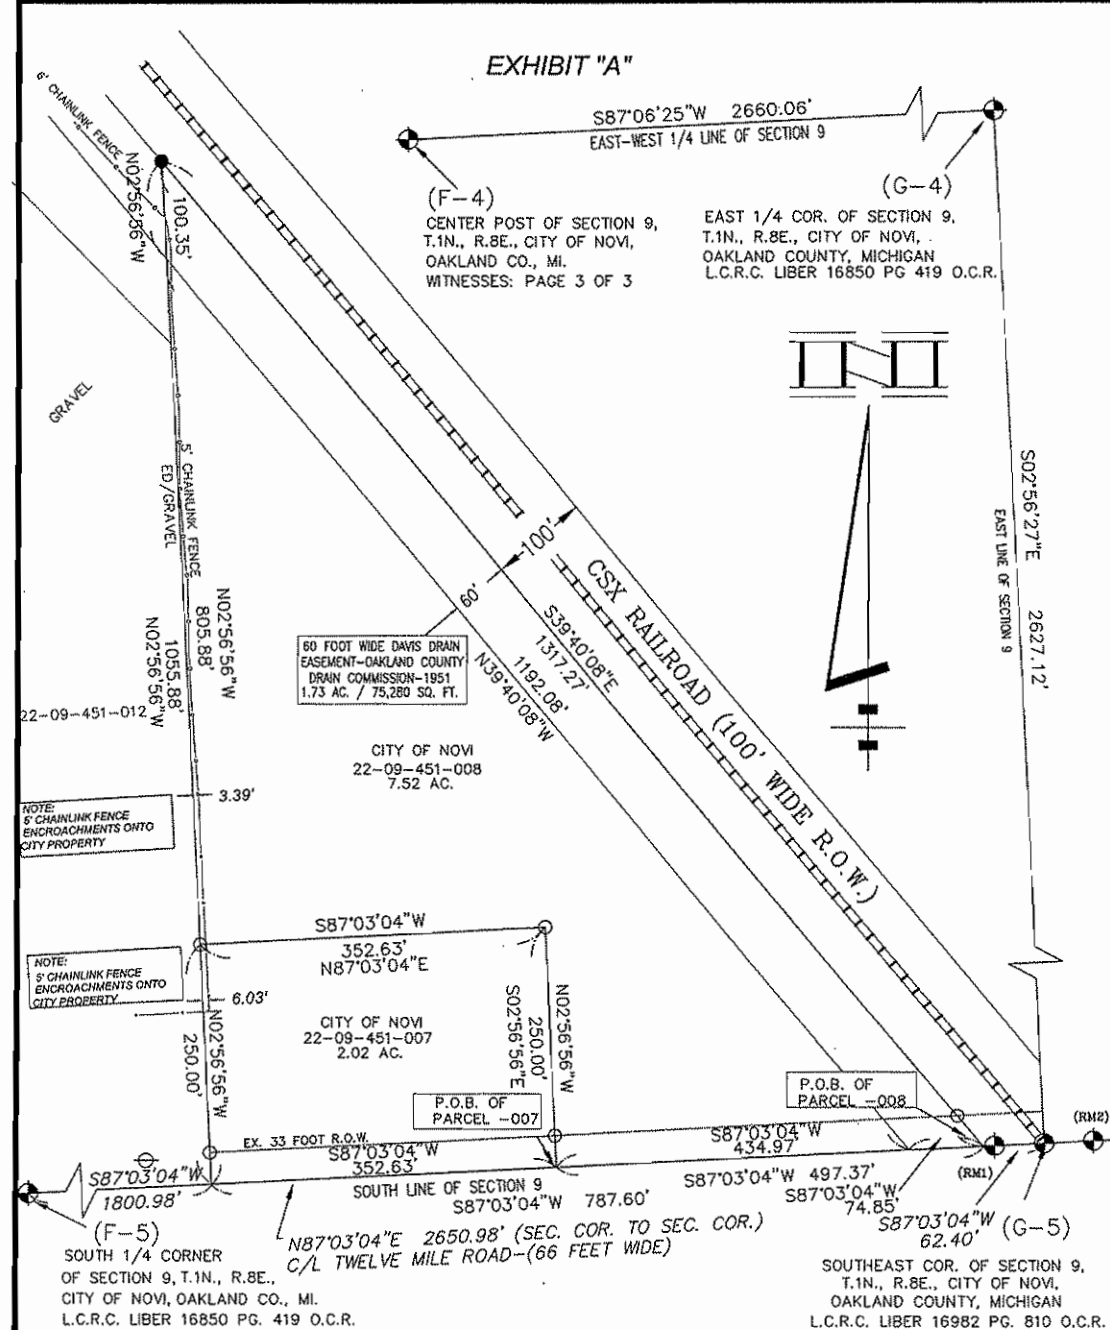 EXHIBIT "A"
S87°06'25"W 2660.06'
EAST-WEST 1/4 LINE OF SECTION 9
6' CHAINLINK FENCE
N02°56'56"W
100.35'
(F-4)
CENTER POST OF SECTION 9,
T.1N., R.8E., CITY OF NOVI,
OAKLAND CO., MI.
WITNESSES: PAGE 3 OF 3
(G-4)
EAST 1/4 COR. OF SECTION 9,
T.1N., R.8E., CITY OF NOVI,
OAKLAND COUNTY, MICHIGAN
L.C.R.C. LIBER 16850 PG 419 O.C.R.
GRAVEL
5' CHAINLINK FENCE
ED/GRAVEL
S02°56'27"E 2627.12'
EAST LINE OF SECTION 9
N
100'
60'
CSX RAILROAD (100' WIDE R.O.W.)
S39°40'08"E
1317.27'
1192.08'
N39°40'08"W
60 FOOT WIDE DAVIS DRAIN
EASEMENT-OAKLAND COUNTY
DRAIN COMMISSION-1951
1.73 AC. / 75,280 SQ. FT.
N02°56'56"W
805.88'
1055.88'
N02°56'56"W
22-09-451-012
CITY OF NOVI
22-09-451-008
7.52 AC.
3.39'
NOTE:
5' CHAINLINK FENCE
ENCROACHMENTS ONTO
CITY PROPERTY
S87°03'04"W
352.63'
N87°03'04"E
NOTE:
5' CHAINLINK FENCE
ENCROACHMENTS ONTO
CITY PROPERTY
6.03'
N02°56'56"W
250.00'
CITY OF NOVI
22-09-451-007
2.02 AC.
N02°56'56"W
250.00'
S02°56'56"E
P.O.B. OF
PARCEL -007
P.O.B. OF
PARCEL -008
(RM2)
EX. 33 FOOT R.O.W.
S87°03'04"W
352.63'
S87°03'04"W
434.97
(RM1)
S87°03'04"W
1800.98'
SOUTH LINE OF SECTION 9
S87°03'04"W 787.60'
S87°03'04"W 497.37'
S87°03'04"W
74.85'
S87°03'04"W
62.40'
(G-5)
(F-5)
N87°03'04"E 2650.98' (SEC. COR. TO SEC. COR.)
C/L TWELVE MILE ROAD-(66 FEET WIDE)
SOUTH 1/4 CORNER
OF SECTION 9, T.1N., R.8E.,
CITY OF NOVI, OAKLAND CO., MI.
L.C.R.C. LIBER 16850 PG. 419 O.C.R.
SOUTHEAST COR. OF SECTION 9,
T.1N., R.8E., CITY OF NOVI,
OAKLAND COUNTY, MICHIGAN
L.C.R.C. LIBER 16982 PG. 810 O.C.R.